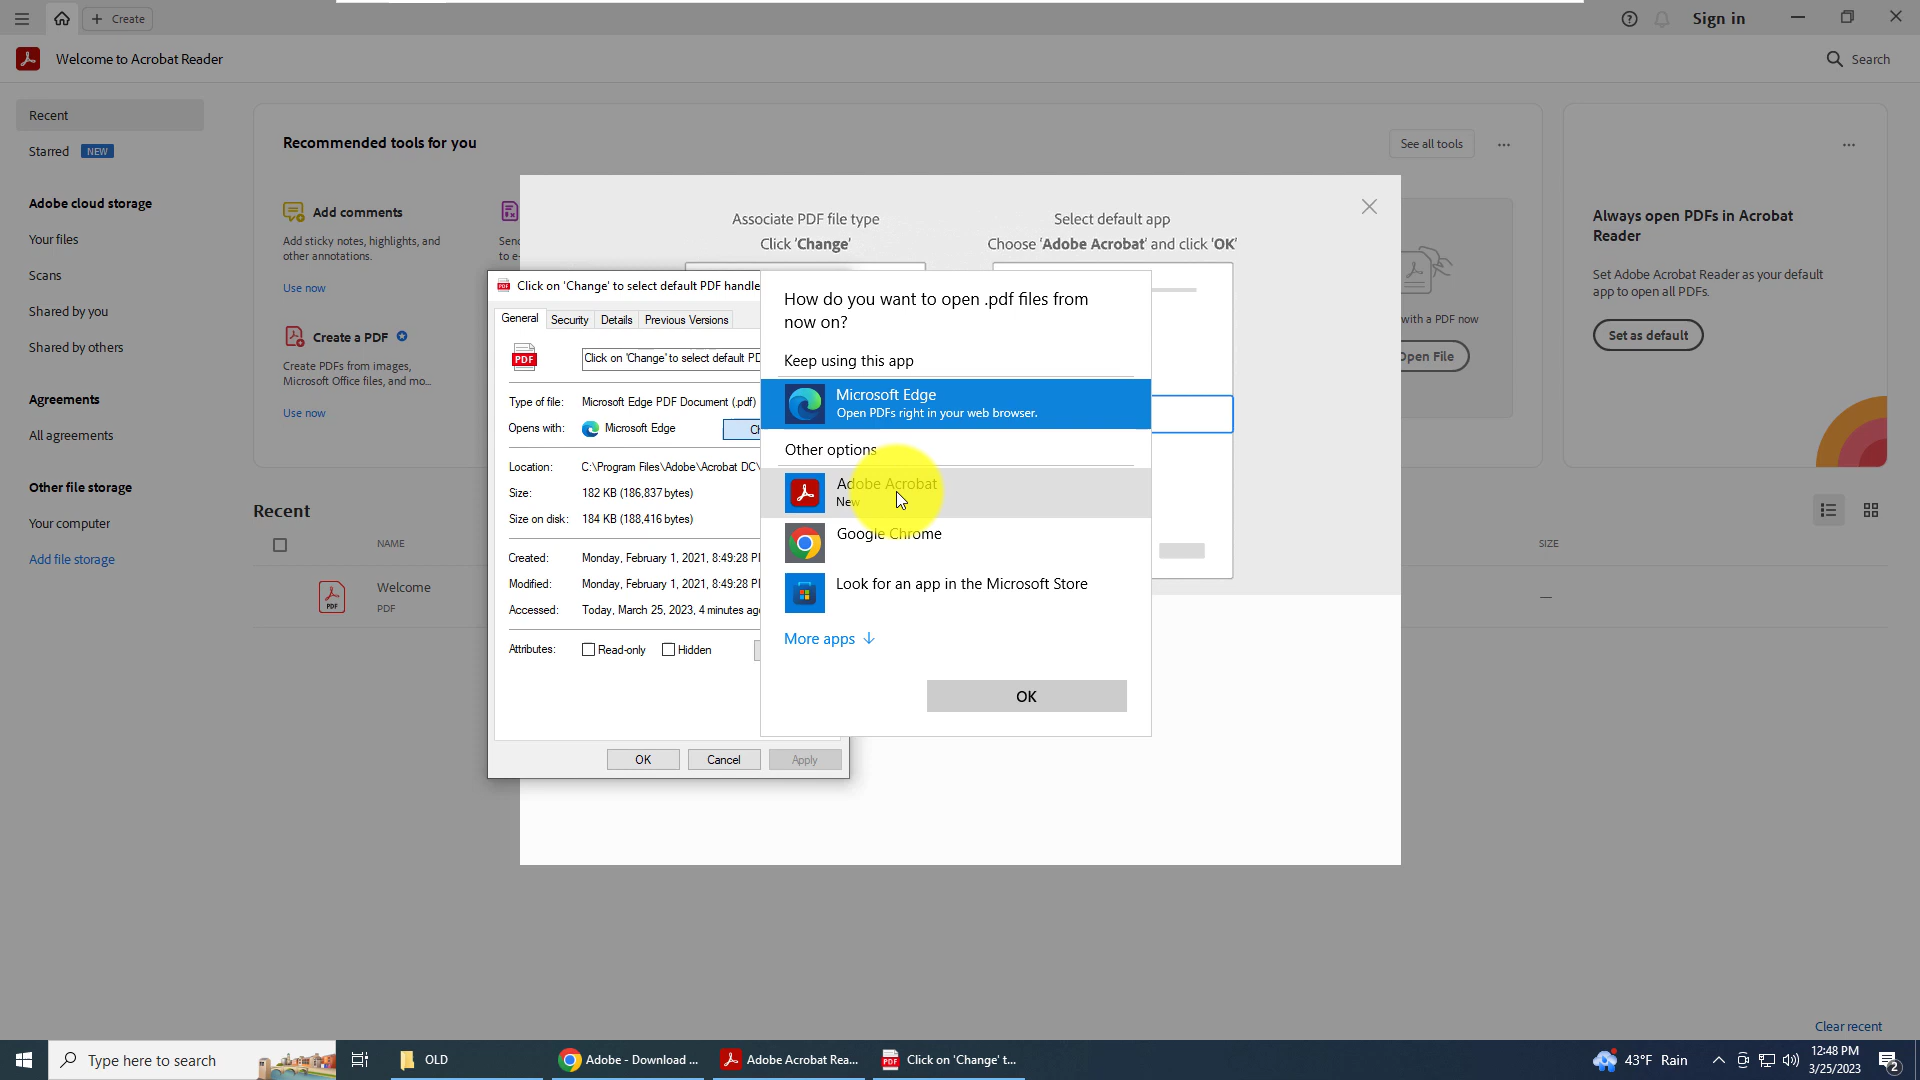 Create
Sign in
Welcome to Acrobat Reader
Search
Recent
Starred NEW
Adobe cloud storage
Your files
Scans
Shared by you
Shared by others
Agreements
All agreements
Other file storage
Your computer
Add file storage
Recommended tools for you
See all tools
Add comments
Add sticky notes, highlights, and
other annotations.
Use now
Create a PDF
Create PDFs from images,
Microsoft Office files, and mo...
Use now
with a PDF now
Open File
Always open PDFs in Acrobat
Reader
Set Adobe Acrobat Reader as your default
app to open all PDFs.
Set as default
Associate PDF file type
Click 'Change'
Select default app
Choose 'Adobe Acrobat' and click 'OK'
PDF Click on 'Change' to select default PDF handle
General Security Details Previous Versions
PDF
Click on 'Change' to select default PD
Type of file: Microsoft Edge PDF Document (.pdf)
Opens with: Microsoft Edge
Location: C:\Program Files\Adobe\Acrobat DC\
Size: 182 KB (186,837 bytes)
Size on disk: 184 KB (188,416 bytes)
Created: Monday, February 1, 2021, 8:49:28 P
Modified: Monday, February 1, 2021, 8:49:28 P
Accessed: Today, March 25, 2023, 4 minutes ago
Attributes: Read-only Hidden
OK Cancel Apply
How do you want to open .pdf files from
now on?
Keep using this app
Microsoft Edge
Open PDFs right in your web browser.
Other options
Adobe Acrobat
New
Google Chrome
Look for an app in the Microsoft Store
More apps
OK
Recent
NAME
SIZE
PDF
Welcome
PDF
—
Clear recent
Type here to search
OLD
Adobe - Download ...
Adobe Acrobat Rea...
PDF Click on 'Change' t...
43°F Rain
12:48 PM
3/25/2023
2